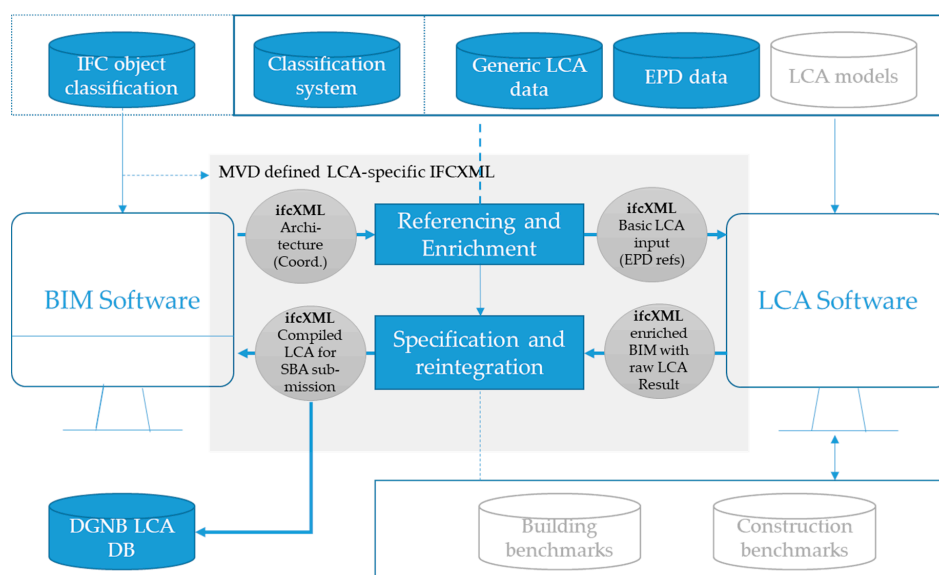 IFC object
classification
Classification
system
Generic LCA
data
EPD data
LCA models
MVD defined LCA-specific IFCXML
ifcXML
Archi-
tecture
(Coord.)
Referencing and
Enrichment
ifcXML
Basic LCA
input
(EPD refs)
BIM Software
LCA Software
ifcXML
Compiled
LCA for
SBA sub-
mission
Specification and
reintegration
ifcXML
enriched
BIM with
raw LCA
Result
DGNB LCA
DB
Building
benchmarks
Construction
benchmarks